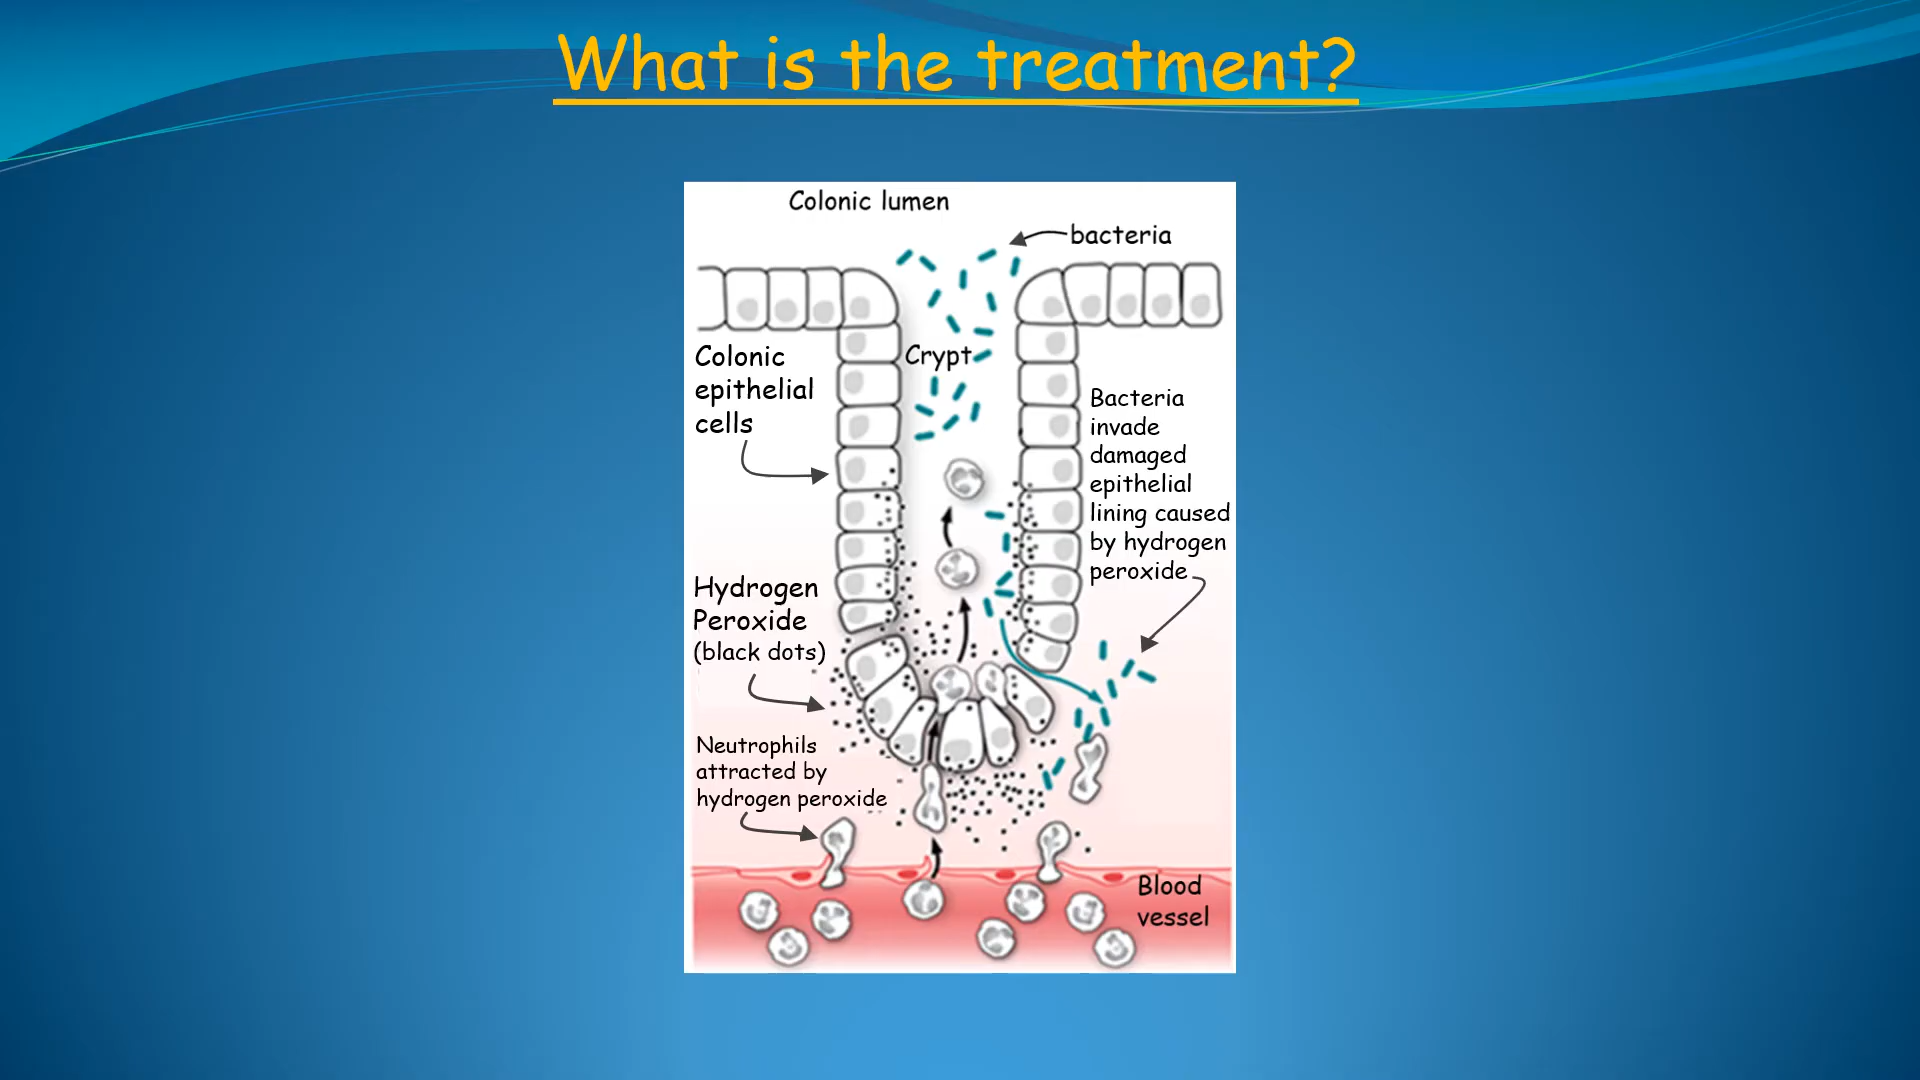 What is the treatment?
Colonic lumen
bacteria
Colonic
epithelial
cells
Crypt
Bacteria
invade
damaged
epithelial
lining caused
by hydrogen
peroxide
Hydrogen
Peroxide
(black dots)
Neutrophils
attracted by
hydrogen peroxide
Blood
vessel